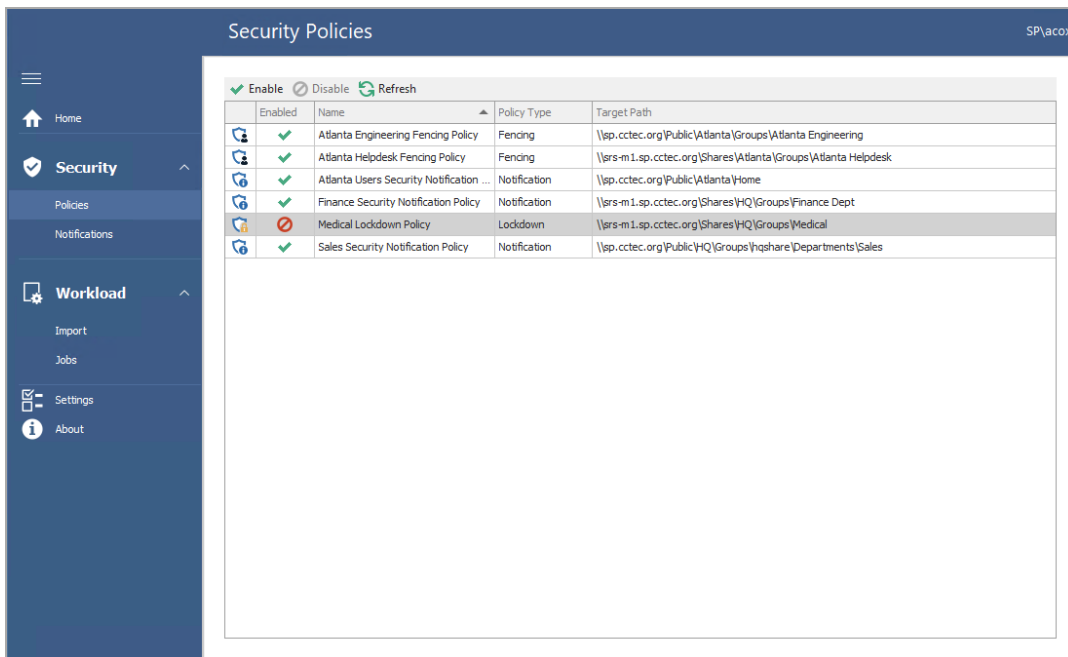 Security Policies
SP\acox
Home
Security
Policies
Notifications
Workload
Import
Jobs
Settings
About
Enable Disable Refresh
Enabled Name Policy Type Target Path
Atlanta Engineering Fencing Policy Fencing \\sp.cctec.org\Public\Atlanta\Groups\Atlanta Engineering
Atlanta Helpdesk Fencing Policy Fencing \\srs-m1.sp.cctec.org\Shares\Atlanta\Groups\Atlanta Helpdesk
Atlanta Users Security Notification ... Notification \\sp.cctec.org\Public\Atlanta\Home
Finance Security Notification Policy Notification \\srs-m1.sp.cctec.org\Shares\HQ\Groups\Finance Dept
Medical Lockdown Policy Lockdown \\srs-m1.sp.cctec.org\Shares\HQ\Groups\Medical
Sales Security Notification Policy Notification \\sp.cctec.org\Public\HQ\Groups\hqshare\Departments\Sales